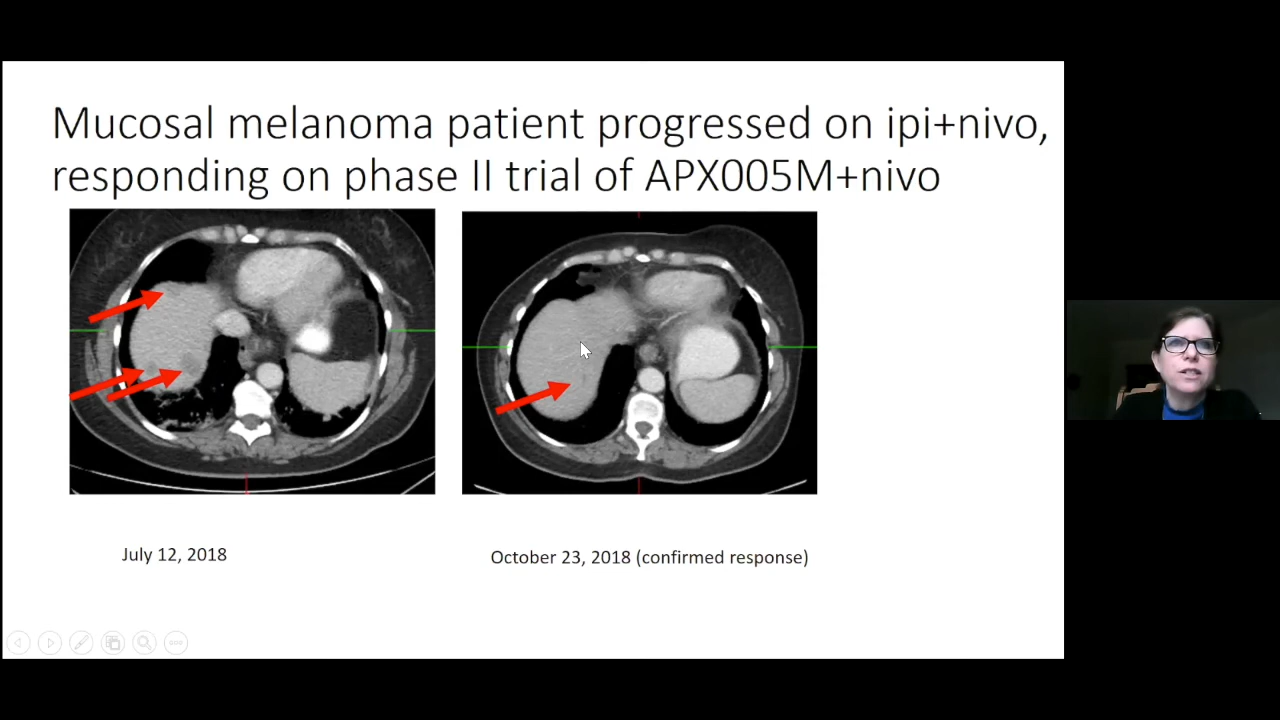 Mucosal melanoma patient progressed on ipi+nivo,
responding on phase II trial of APX005M+nivo
July 12, 2018
October 23, 2018 (confirmed response)